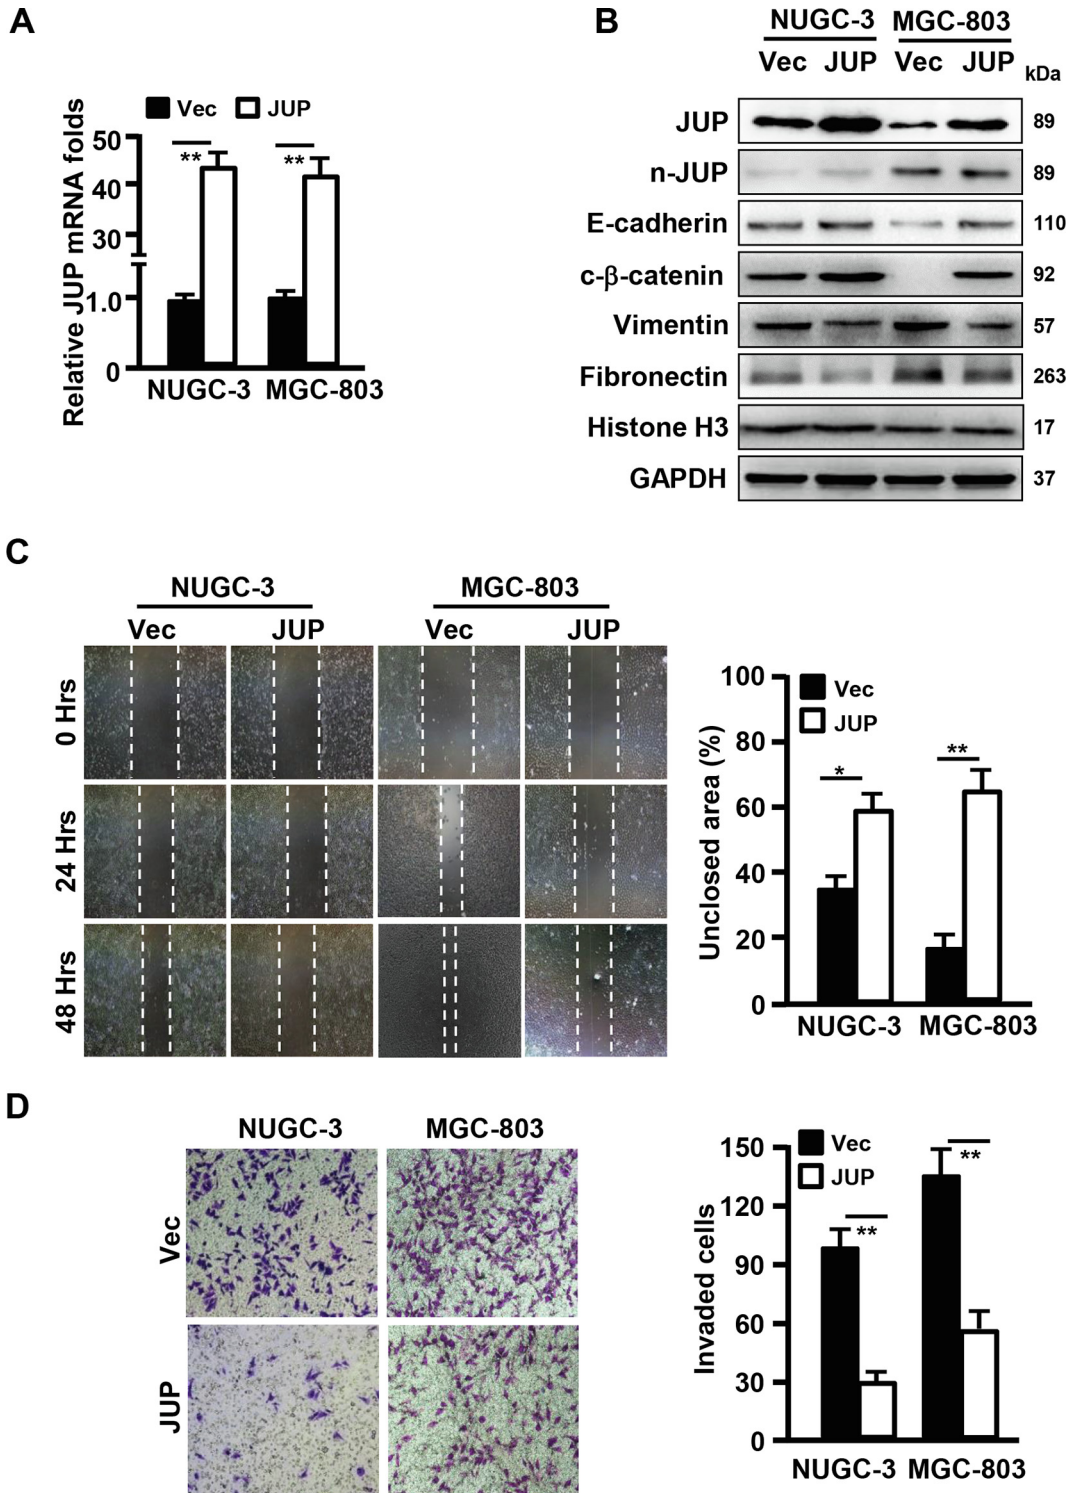 A
Vec JUP
Relative JUP mRNA folds
50
40
30
1.0
0
** **
NUGC-3 MGC-803
B
NUGC-3 MGC-803
Vec JUP Vec JUP kDa
JUP 89
n-JUP 89
E-cadherin 110
c-β-catenin 92
Vimentin 57
Fibronectin 263
Histone H3 17
GAPDH 37
C
NUGC-3 MGC-803
Vec JUP Vec JUP
0 Hrs
24 Hrs
48 Hrs
Unclosed area (%)
100
80
60
40
20
0
Vec
JUP
* **
NUGC-3 MGC-803
D
NUGC-3 MGC-803
Vec
JUP
Invaded cells
150
120
90
60
30
0
Vec
JUP
** **
NUGC-3 MGC-803